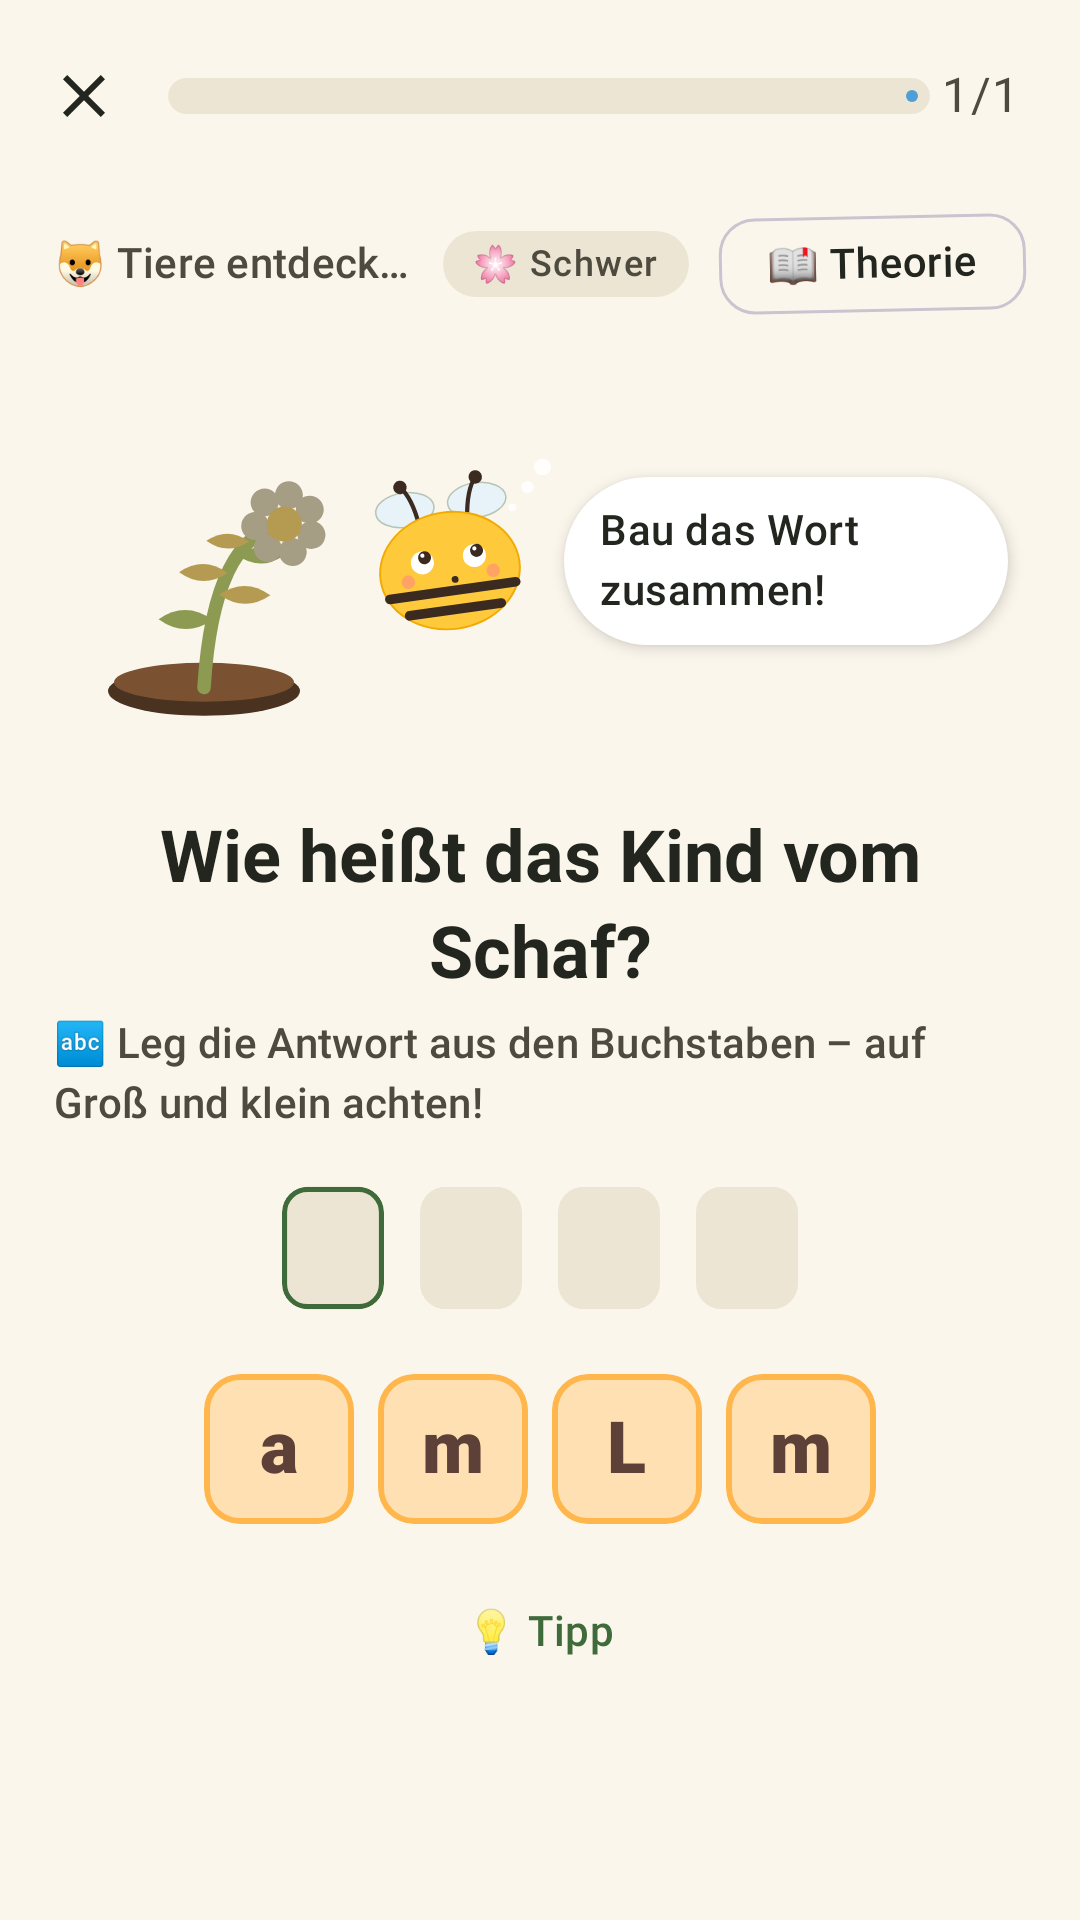 1/1
🐶 Tiere entdeck... 🌸 Schwer 📖 Theorie
Bau das Wort
zusammen!
Wie heißt das Kind vom
Schaf?
🔤 Leg die Antwort aus den Buchstaben – auf
Groß und klein achten!
a m L m
💡 Tipp